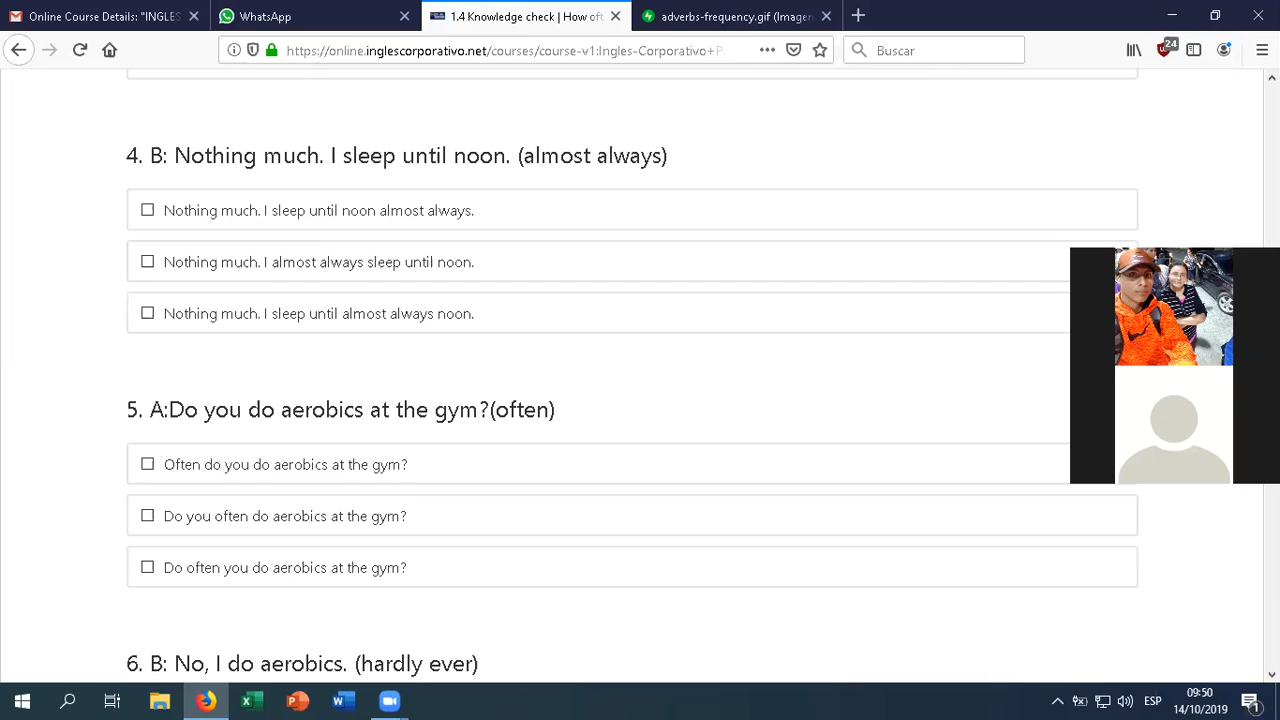 Online Course Details: "INGLES
WhatsApp
1.4 Knowledge check | How oft
adverbs-frequency.gif (Imagen
https://online.inglescorporativo.net/courses/course-v1:Ingles-Corporativo+P
Buscar
24
4. B: Nothing much. I sleep until noon. (almost always)
Nothing much. I sleep until noon almost always.
Nothing much. I almost always sleep until noon.
Nothing much. I sleep until almost always noon.
5. A:Do you do aerobics at the gym?(often)
Often do you do aerobics at the gym?
Do you often do aerobics at the gym?
Do often you do aerobics at the gym?
6. B: No, I do aerobics. (hardly ever)
ESP
09:50
14/10/2019
1